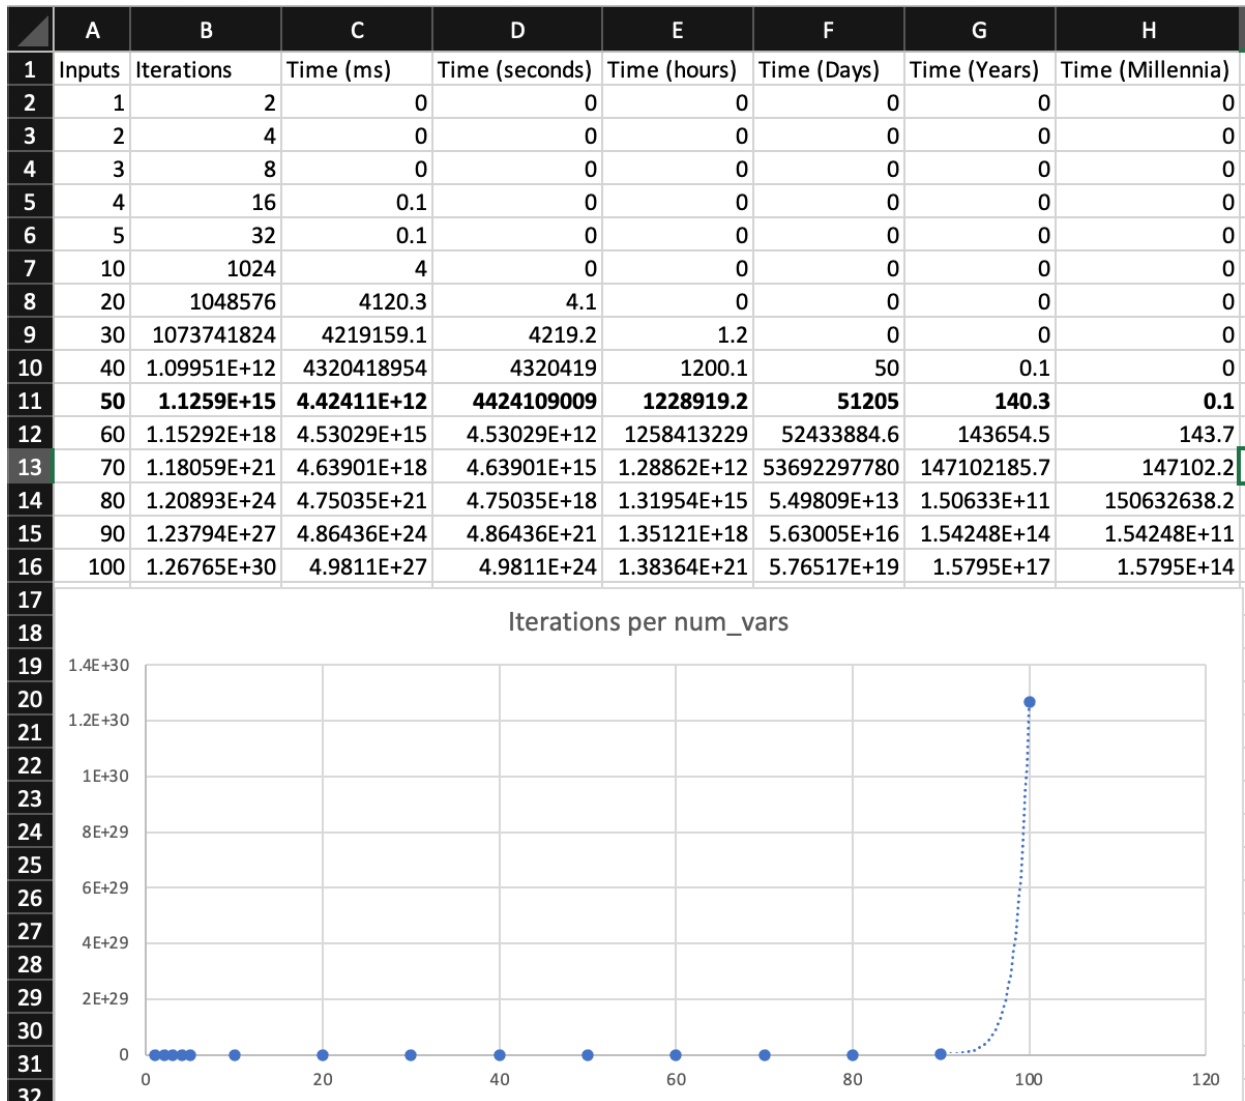 A B C D E F G H
1 Inputs Iterations Time (ms) Time (seconds) Time (hours) Time (Days) Time (Years) Time (Millennia)
2 1 2 0 0 0 0 0 0
3 2 4 0 0 0 0 0 0
4 3 8 0 0 0 0 0 0
5 4 16 0.1 0 0 0 0 0
6 5 32 0.1 0 0 0 0 0
7 10 1024 4 0 0 0 0 0
8 20 1048576 4120.3 4.1 0 0 0 0
9 30 1073741824 4219159.1 4219.2 1.2 0 0 0
10 40 1.09951E+12 4320418954 4320419 1200.1 50 0.1 0
11 50 1.1259E+15 4.42411E+12 4424109009 1228919.2 51205 140.3 0.1
12 60 1.15292E+18 4.53029E+15 4.53029E+12 1258413229 52433884.6 143654.5 143.7
13 70 1.18059E+21 4.63901E+18 4.63901E+15 1.28862E+12 53692297780 147102185.7 147102.2
14 80 1.20893E+24 4.75035E+21 4.75035E+18 1.31954E+15 5.49809E+13 1.50633E+11 150632638.2
15 90 1.23794E+27 4.86436E+24 4.86436E+21 1.35121E+18 5.63005E+16 1.54248E+14 1.54248E+11
16 100 1.26765E+30 4.9811E+27 4.9811E+24 1.38364E+21 5.76517E+19 1.5795E+17 1.5795E+14
17
18 Iterations per num_vars
19 1.4E+30
20 1.2E+30
21
22 1E+30
23
24 8E+29
25
26 6E+29
27
28 4E+29
29 2E+29
30
31 0
32 0 20 40 60 80 100 120